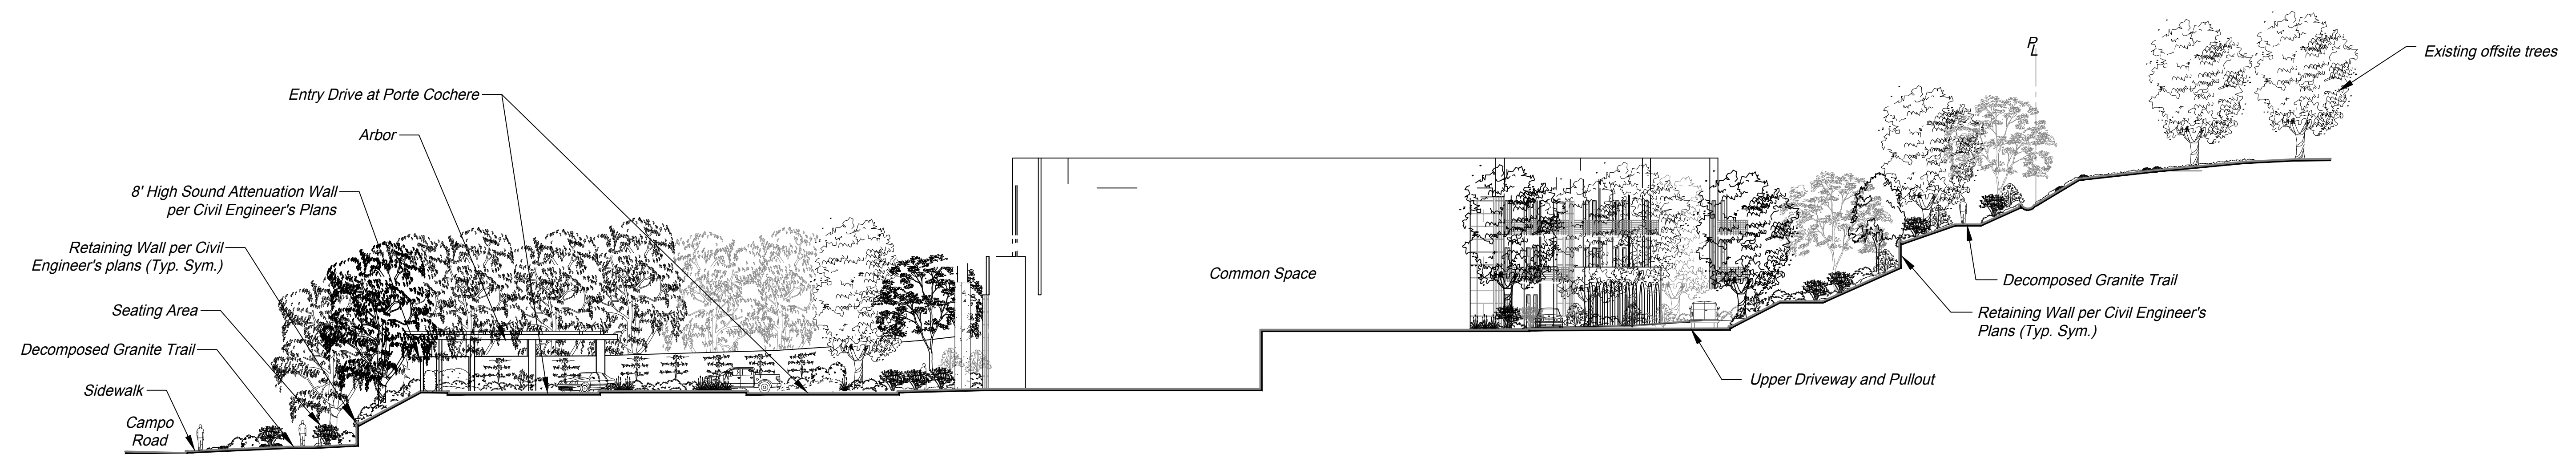 Entry Drive at Porte Cochere
Arbor
8' High Sound Attenuation Wall
per Civil Engineer's Plans
Retaining Wall per Civil
Engineer's plans (Typ. Sym.)
Seating Area
Decomposed Granite Trail
Sidewalk
Campo
Road
Common Space
PL
Existing offsite trees
Decomposed Granite Trail
Retaining Wall per Civil Engineer's
Plans (Typ. Sym.)
Upper Driveway and Pullout